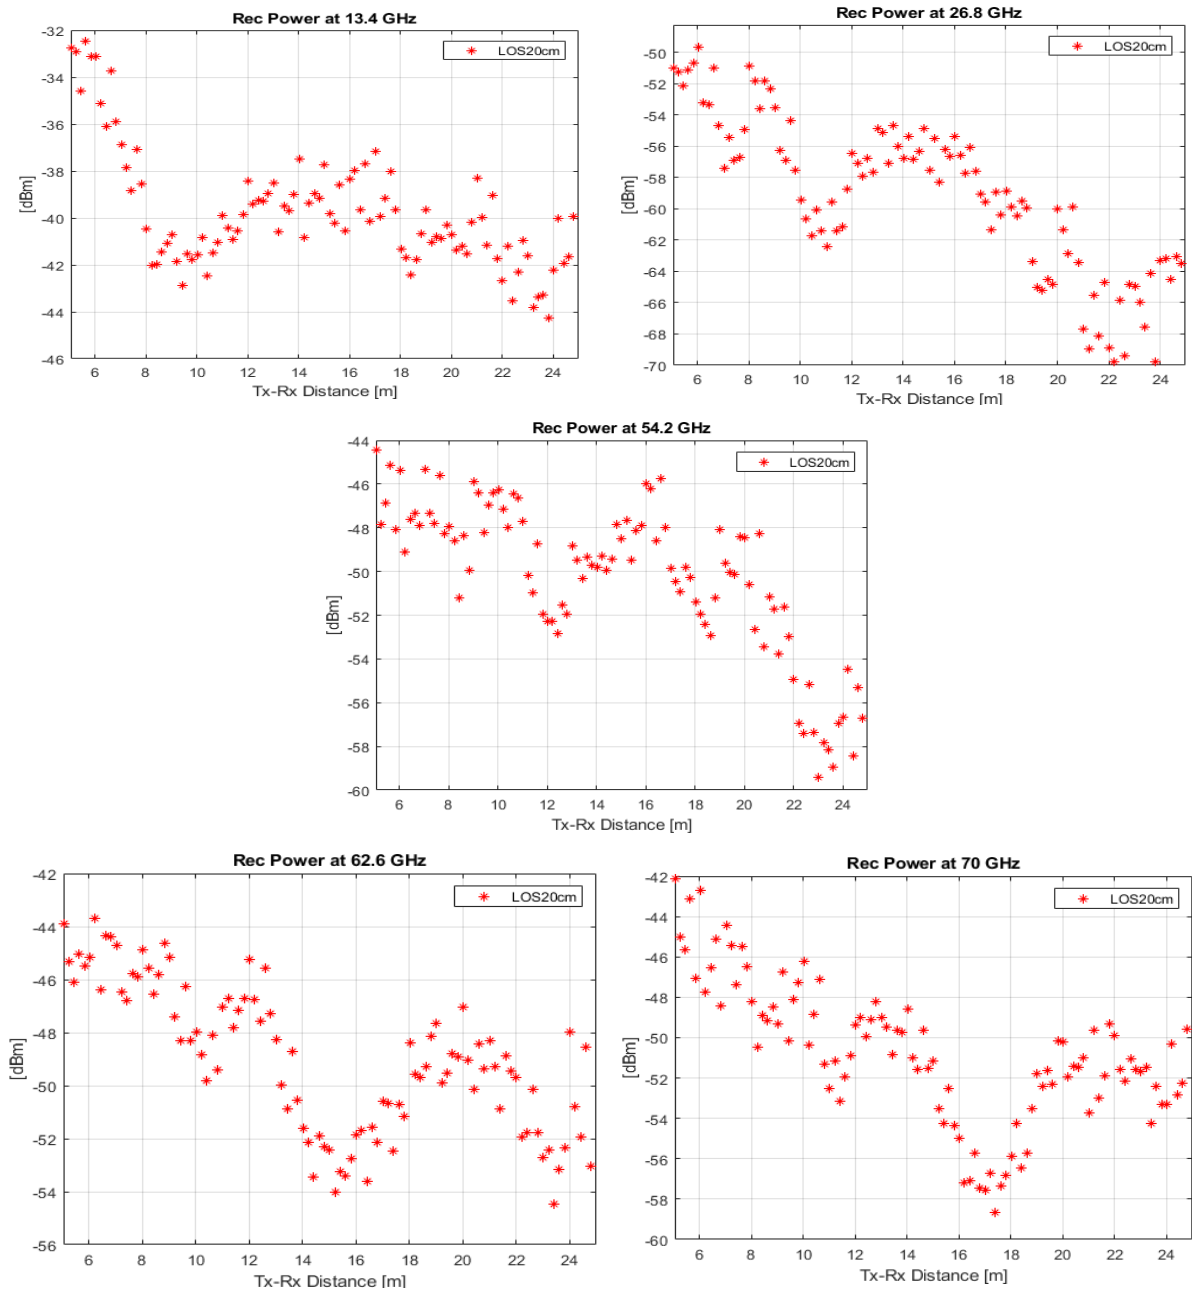 Rec Power at 13.4 GHz
LOS20cm
-32
-34
-36
-38
-40
-42
-44
-46
[dBm]
6 8 10 12 14 16 18 20 22 24
Tx-Rx Distance [m]
Rec Power at 26.8 GHz
LOS20cm
-50
-52
-54
-56
-58
-60
-62
-64
-66
-68
-70
[dBm]
6 8 10 12 14 16 18 20 22 24
Tx-Rx Distance [m]
Rec Power at 54.2 GHz
LOS20cm
-44
-46
-48
-50
-52
-54
-56
-58
-60
[dBm]
6 8 10 12 14 16 18 20 22 24
Tx-Rx Distance [m]
Rec Power at 62.6 GHz
LOS20cm
-42
-44
-46
-48
-50
-52
-54
-56
[dBm]
6 8 10 12 14 16 18 20 22 24
Tx-Rx Distance [m]
Rec Power at 70 GHz
LOS20cm
-42
-44
-46
-48
-50
-52
-54
-56
-58
-60
[dBm]
6 8 10 12 14 16 18 20 22 24
Tx-Rx Distance [m]